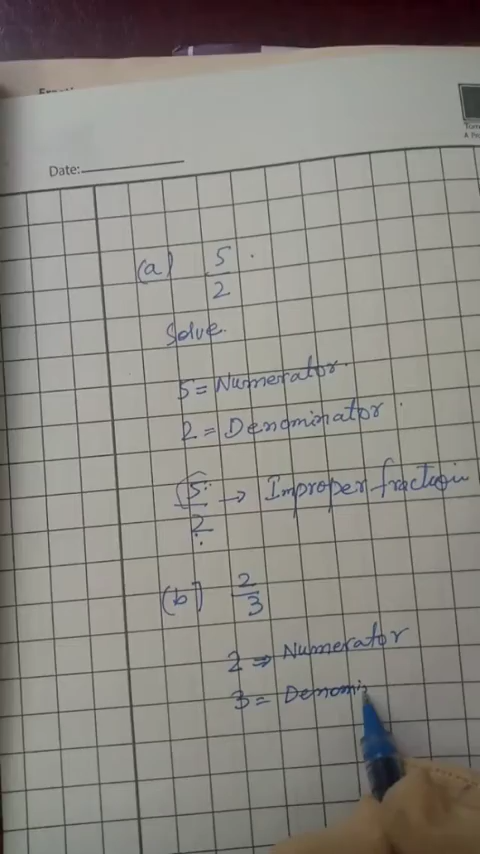 Date:
(a) 5/2
Solve.
5 = Numerator.
2 = Denominator.
5/2 → Improper fraction
(b) 2/3
2 ⇒ Numerator
3 = Denomi